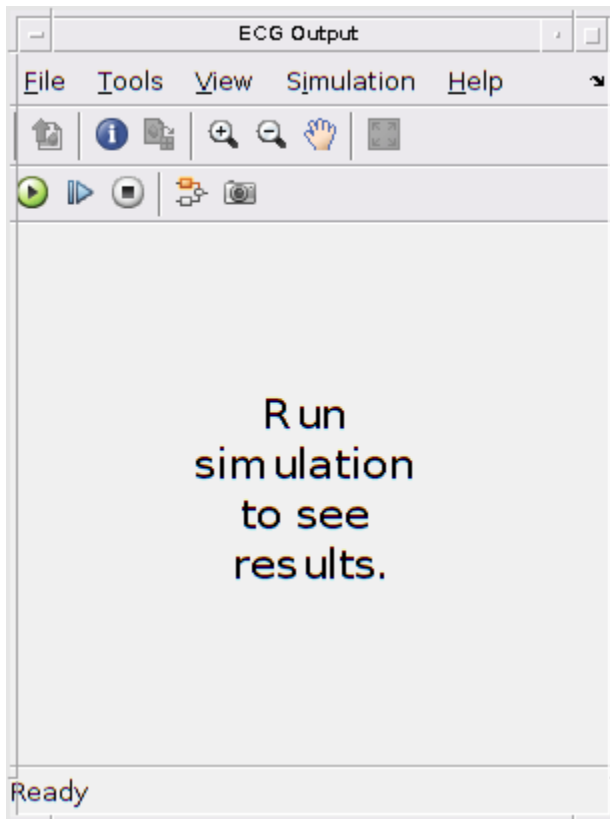 ECG Output
File Tools View Simulation Help
Run
simulation
to see
results.
Ready